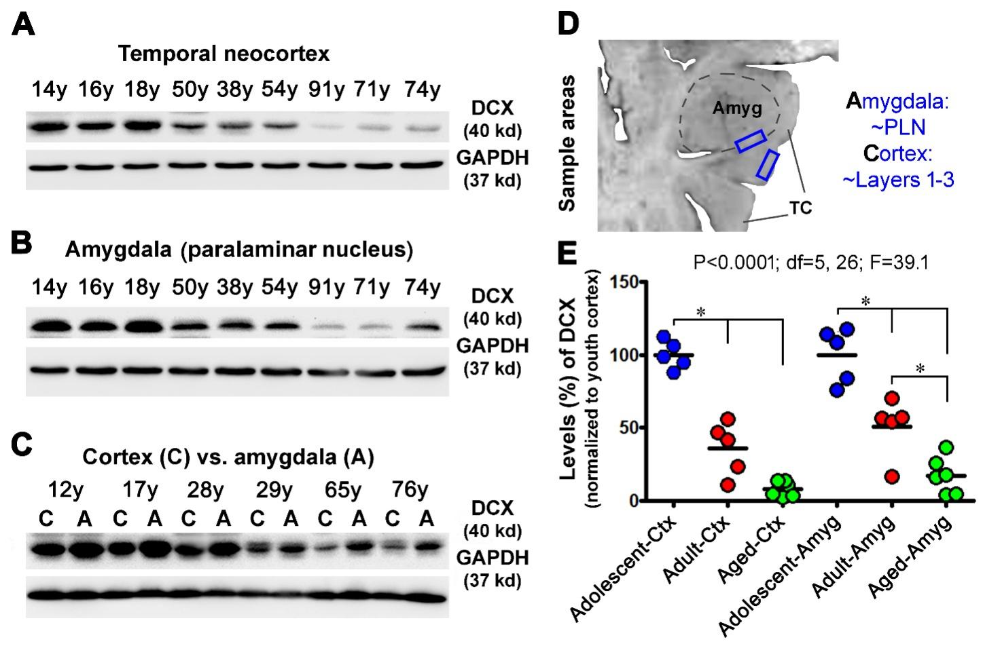 A
Temporal neocortex
14y 16y 18y 50y 38y 54y 91y 71y 74y
DCX
(40 kd)
GAPDH
(37 kd)
B
Amygdala (paralaminar nucleus)
14y 16y 18y 50y 38y 54y 91y 71y 74y
DCX
(40 kd)
GAPDH
(37 kd)
C
Cortex (C) vs. amygdala (A)
12y 17y 28y 29y 65y 76y
C A C A C A C A C A C A
DCX
(40 kd)
GAPDH
(37 kd)
D
Sample areas
Amyg
TC
Amygdala:
~PLN
Cortex:
~Layers 1-3
E
P<0.0001; df=5, 26; F=39.1
Levels (%) of DCX
(normalized to youth cortex)
150
100
50
0
*
*
*
Adolescent-Ctx
Adult-Ctx
Aged-Ctx
Adolescent-Amyg
Adult-Amyg
Aged-Amyg